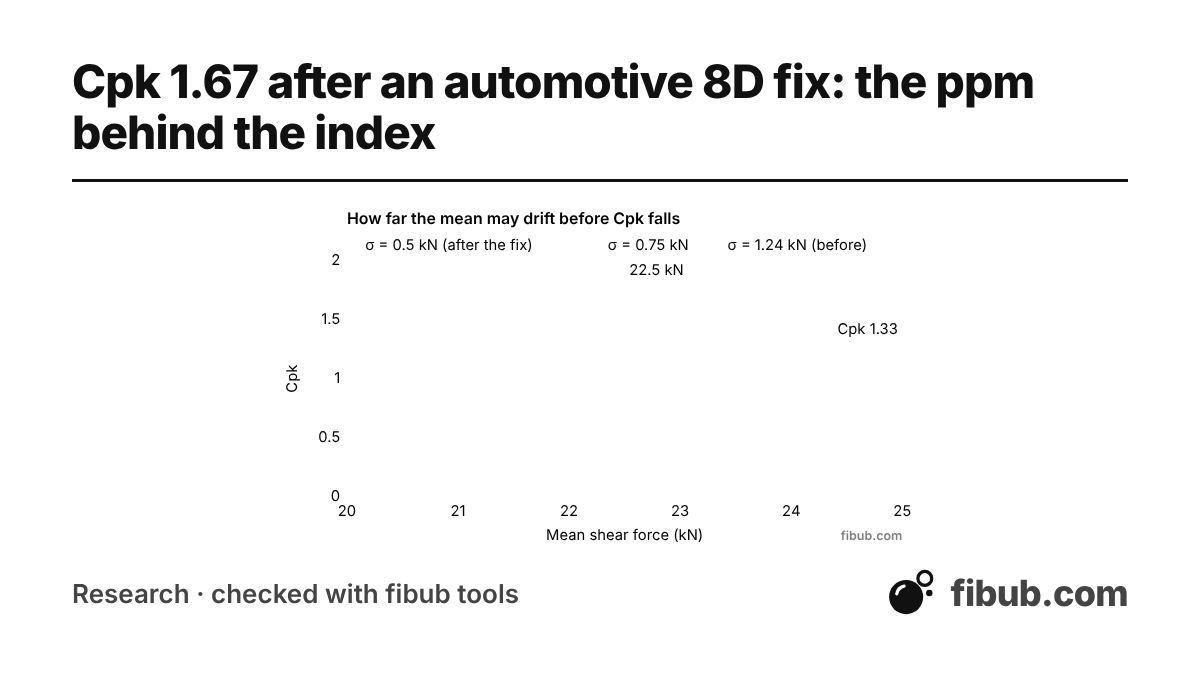 Cpk 1.67 after an automotive 8D fix: the ppm
behind the index
How far the mean may drift before Cpk falls
σ = 0.5 kN (after the fix) σ = 0.75 kN σ = 1.24 kN (before)
22.5 kN
2
1.5
Cpk 1.33
1
Cpk
0.5
0
20 21 22 23 24 25
Mean shear force (kN)
fibub.com
Research · checked with fibub tools
fibub.com